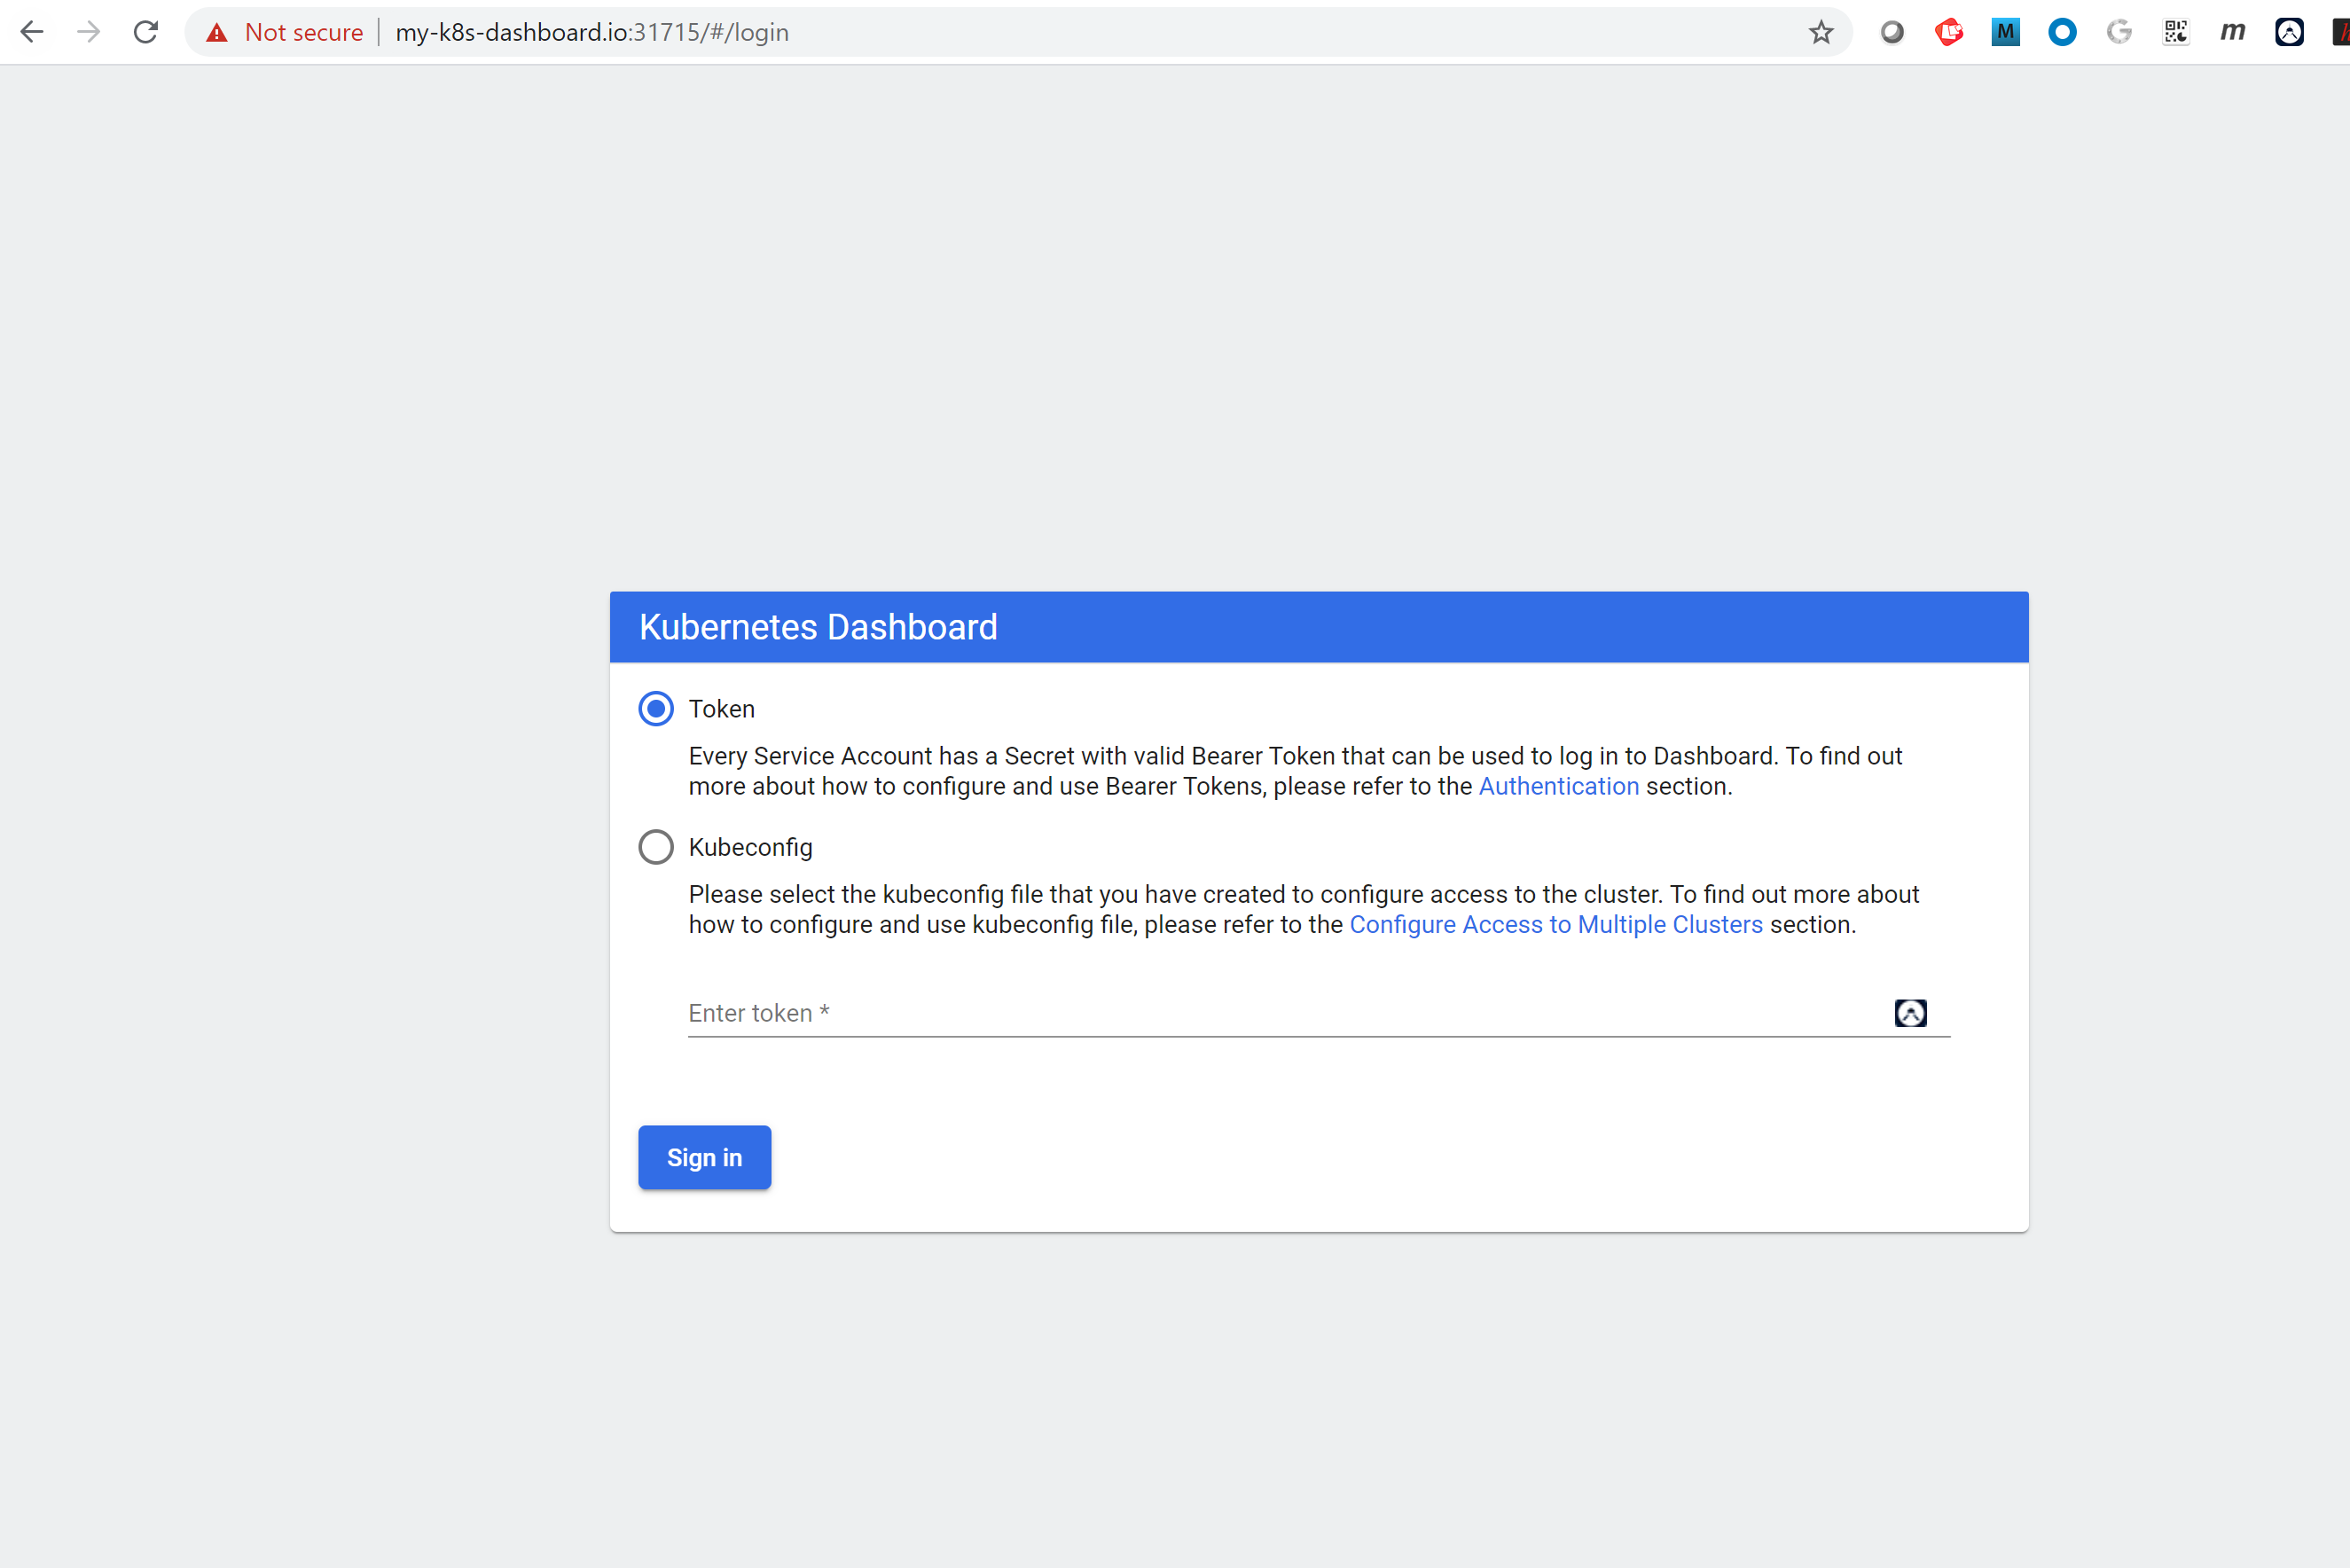 Not secure | my-k8s-dashboard.io:31715/#/login
M
G
m
Kubernetes Dashboard
Token
Every Service Account has a Secret with valid Bearer Token that can be used to log in to Dashboard. To find out
more about how to configure and use Bearer Tokens, please refer to the Authentication section.
Kubeconfig
Please select the kubeconfig file that you have created to configure access to the cluster. To find out more about
how to configure and use kubeconfig file, please refer to the Configure Access to Multiple Clusters section.
Enter token *
Sign in